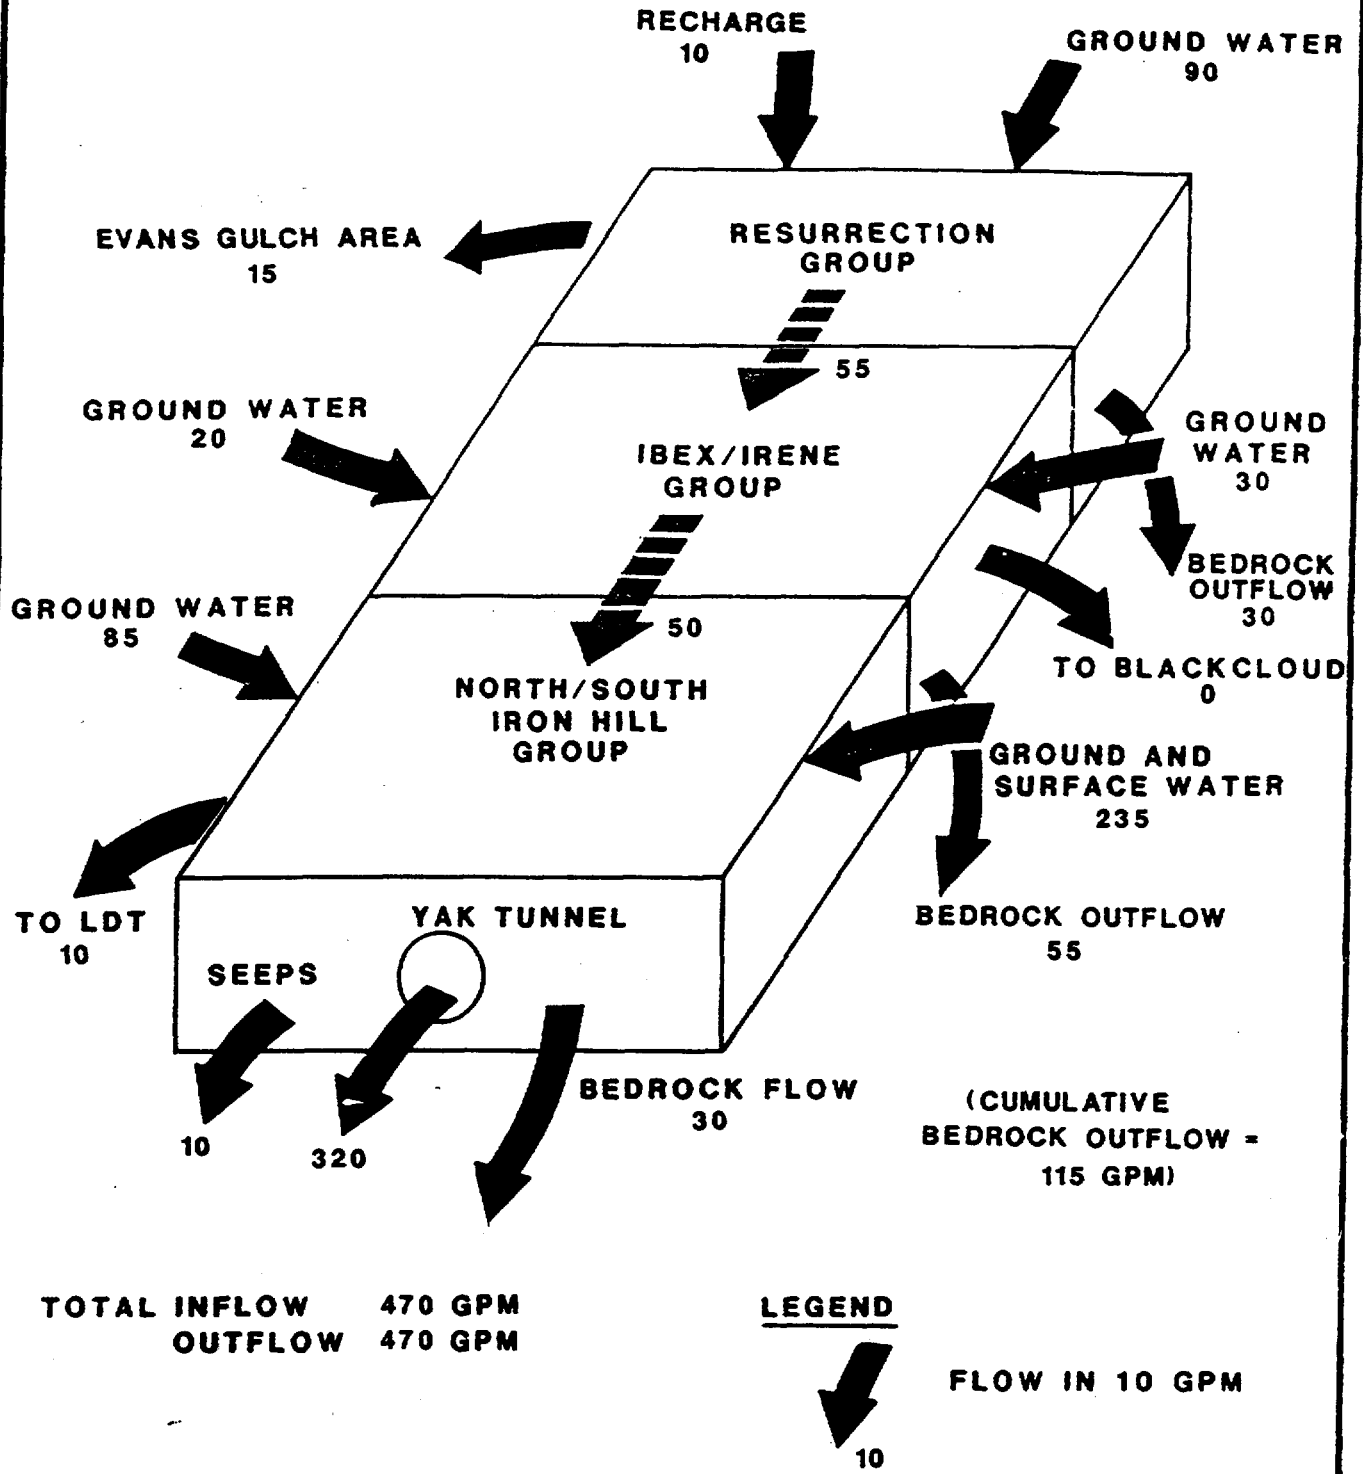 RECHARGE
10
GROUND WATER
90
EVANS GULCH AREA
15
RESURRECTION
GROUP
55
GROUND WATER
20
IBEX/IRENE
GROUP
GROUND
WATER
30
BEDROCK
OUTFLOW
30
GROUND WATER
85
50
TO BLACKCLOUD
0
NORTH/SOUTH
IRON HILL
GROUP
GROUND AND
SURFACE WATER
235
TO LDT
10
YAK TUNNEL
SEEPS
BEDROCK OUTFLOW
55
10
320
BEDROCK FLOW
30
(CUMULATIVE
BEDROCK OUTFLOW =
115 GPM)
TOTAL INFLOW 470 GPM
OUTFLOW 470 GPM
LEGEND
FLOW IN 10 GPM
10